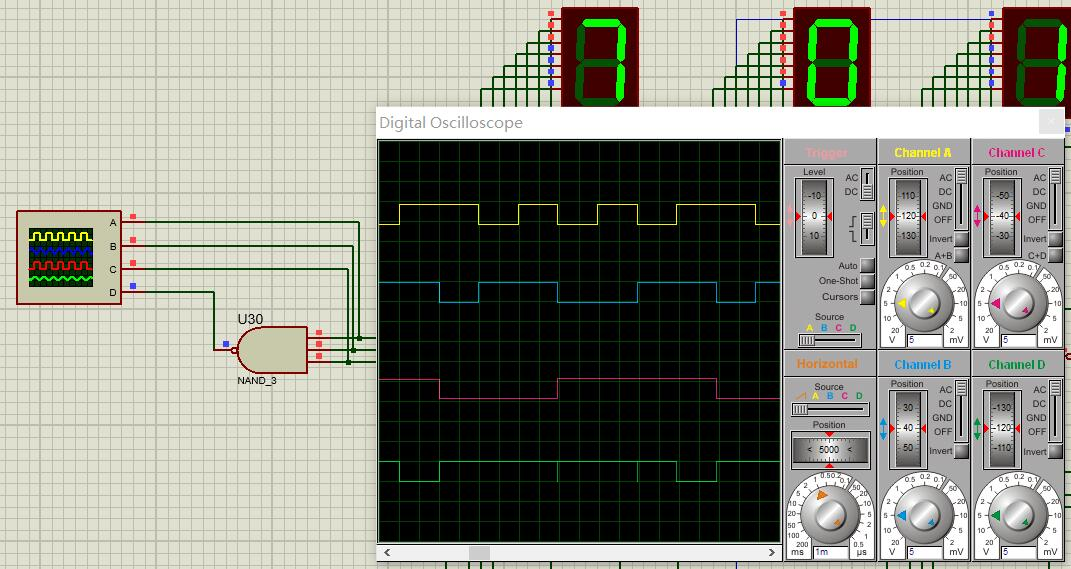 7
0
1
Digital Oscilloscope
A
B
C
D
U30
NAND_3
Trigger
Level
AC
DC
-10
0
10
Auto
One-Shot
Cursors
Source
A B C D
Channel A
Position
AC
DC
GND
OFF
110
120
130
Invert
A+B
V 5 mV
Channel C
Position
AC
DC
GND
OFF
-50
-40
-30
Invert
C+D
V 5 mV
Horizontal
Source
A B C D
Position
< 5000 <
ms 1m µs
Channel B
Position
AC
DC
GND
OFF
30
40
50
Invert
V 5 mV
Channel D
Position
AC
DC
GND
OFF
-130
-120
-110
Invert
V 5 mV